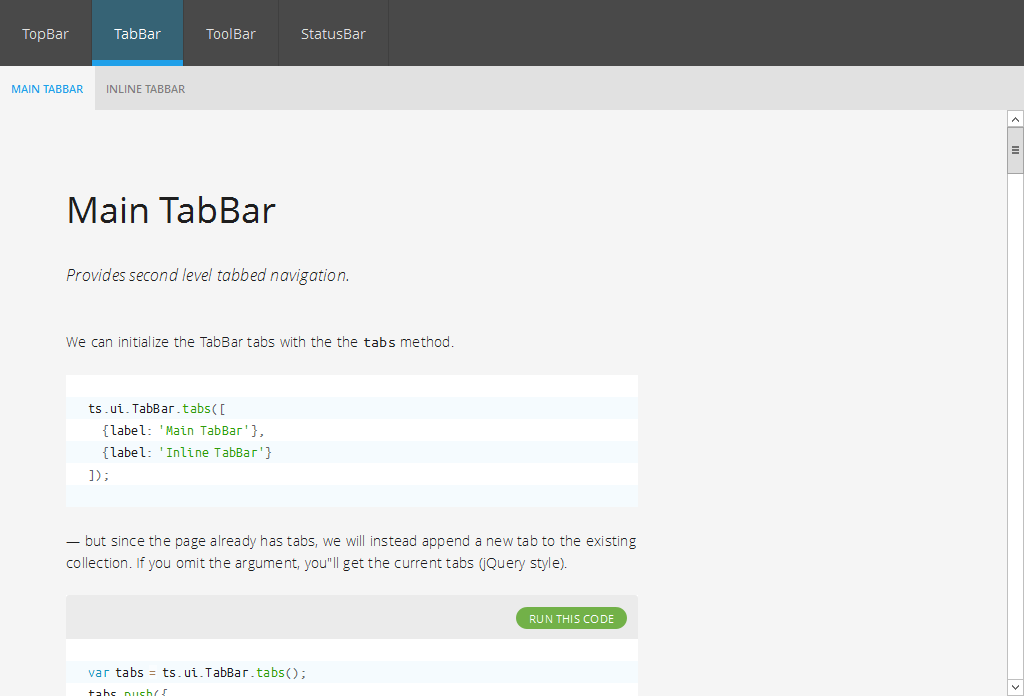 TopBar TabBar ToolBar StatusBar
MAIN TABBAR INLINE TABBAR
Main TabBar
Provides second level tabbed navigation.
We can initialize the TabBar tabs with the the tabs method.
ts.ui.TabBar.tabs([
{label: 'Main TabBar'},
{label: 'Inline TabBar'}
]);
— but since the page already has tabs, we will instead append a new tab to the existing
collection. If you omit the argument, you"ll get the current tabs (jQuery style).
RUN THIS CODE
var tabs = ts.ui.TabBar.tabs();
tabs.push({